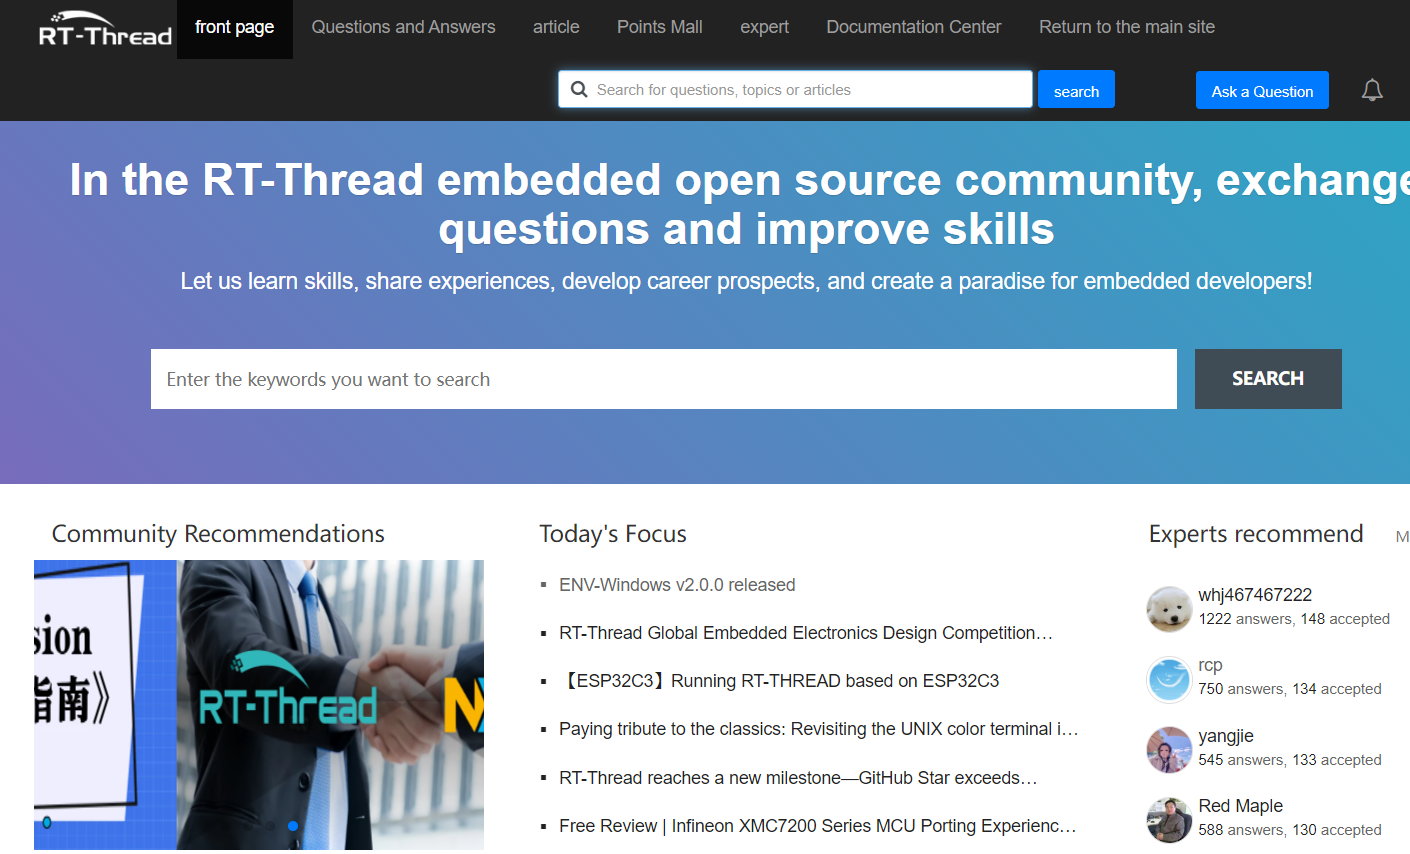 RT-Thread
front page
Questions and Answers
article
Points Mall
expert
Documentation Center
Return to the main site
Search for questions, topics or articles
search
Ask a Question
In the RT-Thread embedded open source community, exchange
questions and improve skills
Let us learn skills, share experiences, develop career prospects, and create a paradise for embedded developers!
Enter the keywords you want to search
SEARCH
Community Recommendations
sion
指南》
RT-Thread
Today's Focus
ENV-Windows v2.0.0 released
RT-Thread Global Embedded Electronics Design Competition…
【ESP32C3】Running RT-THREAD based on ESP32C3
Paying tribute to the classics: Revisiting the UNIX color terminal i…
RT-Thread reaches a new milestone—GitHub Star exceeds…
Free Review | Infineon XMC7200 Series MCU Porting Experienc…
Experts recommend
M
whj467467222
1222 answers, 148 accepted
rcp
750 answers, 134 accepted
yangjie
545 answers, 133 accepted
Red Maple
588 answers, 130 accepted